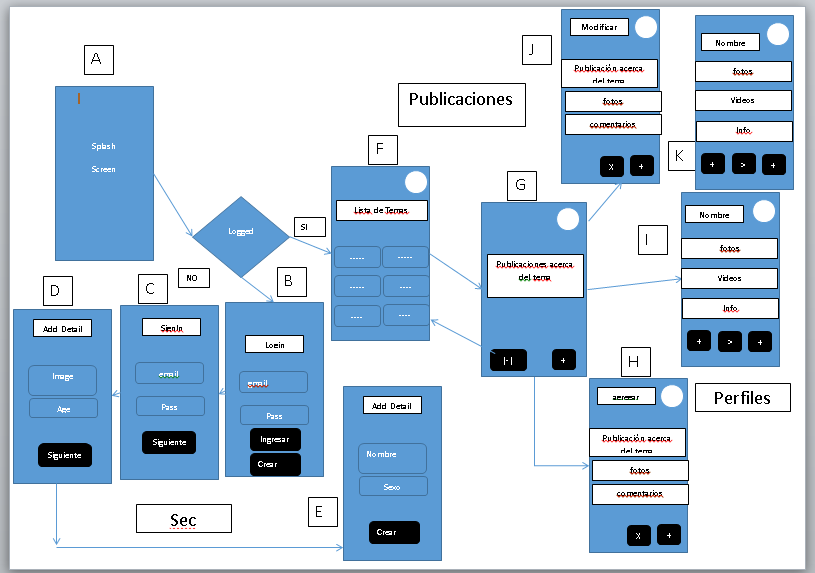 A
Splash
Screen
Logged
SI
NO
Publicaciones
F
Lista de Temas
-----
-----
-----
-----
----
----
G
Publicaciones acerca
del tema
|-|
+
J
Modificar
Publicación acerca
del tema
fotos
comentarios
X
+
K
Nombre
fotos
Videos
Info
+
>
+
I
Nombre
fotos
Videos
Info
+
>
+
H
agregar
Publicación acerca
del tema
fotos
comentarios
X
+
Perfiles
B
Login
email
Pass
Ingresar
Crear
C
SignIn
email
Pass
Siguiente
D
Add Detail
Image
Age
Siguiente
E
Add Detail
Nombre
Sexo
Crear
Sec